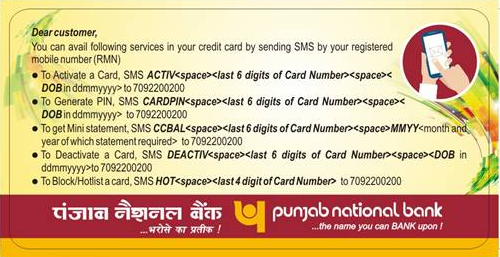 Dear customer,
You can avail following services in your credit card by sending SMS by your registered
mobile number (RMN)
● To Activate a Card, SMS ACTIV<space><last 6 digits of Card Number><space><
DOB in ddmmyyyy> to 7092200200
● To Generate PIN, SMS CARDPIN<space><last 6 digits of Card Number><space><
DOB in ddmmyyyy> to 7092200200
● To get Mini statement, SMS CCBAL<space><last 6 digits of Card Number><space>MMYY<month and
year of which statement required> to 7092200200
● To Deactivate a Card, SMS DEACTIV<space><last 6 digits of Card Number><space><DOB in
ddmmyyyy>to 7092200200
● To Block/Hotlist a card, SMS HOT<space><last 4 digit of Card Number> to 7092200200
पंजाब नैशनल बैंक punjab national bank
...भरोसे का प्रतीक ! ...the name you can BANK upon !